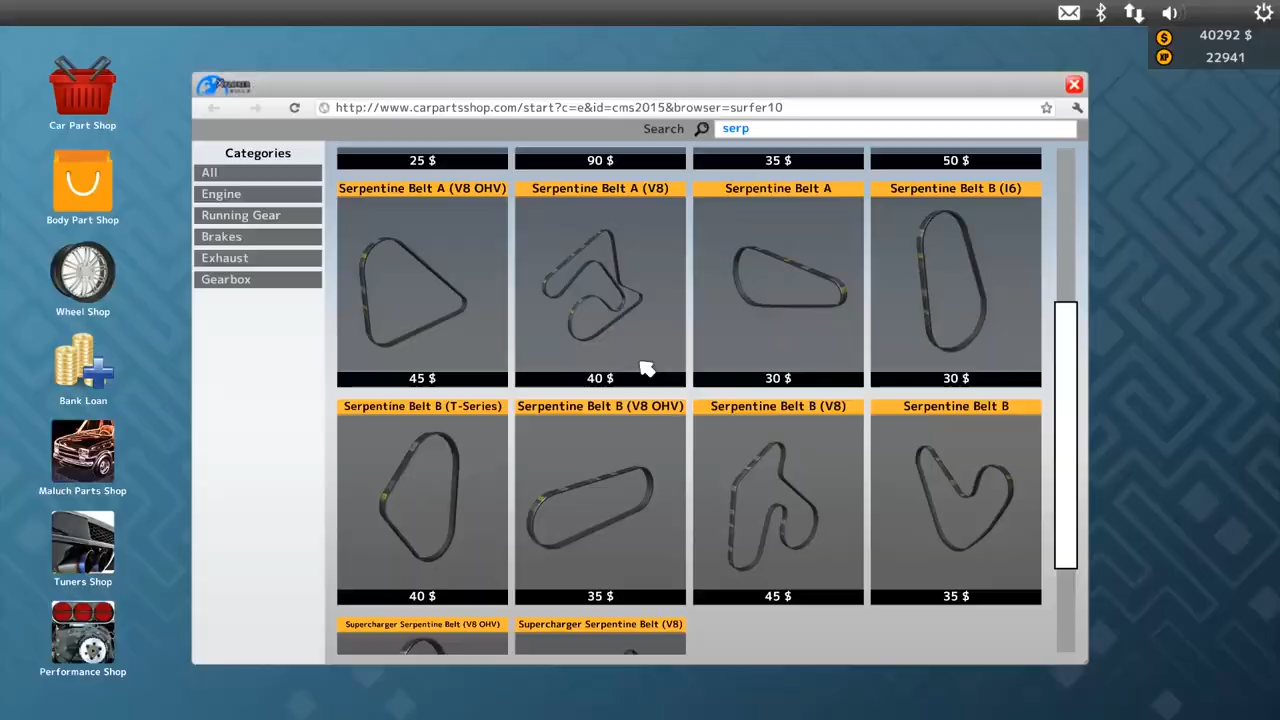 40292 $
22941
http://www.carpartsshop.com/start?c=e&id=cms2015&browser=surfer10
Search serp
Categories
All
Engine
Running Gear
Brakes
Exhaust
Gearbox
Car Part Shop
Body Part Shop
Wheel Shop
Bank Loan
Maluch Parts Shop
Tuners Shop
Performance Shop
25 $ 90 $ 35 $ 50 $
Serpentine Belt A (V8 OHV) Serpentine Belt A (V8) Serpentine Belt A Serpentine Belt B (I6)
45 $ 40 $ 30 $ 30 $
Serpentine Belt B (T-Series) Serpentine Belt B (V8 OHV) Serpentine Belt B (V8) Serpentine Belt B
40 $ 35 $ 45 $ 35 $
Supercharger Serpentine Belt (V8 OHV) Supercharger Serpentine Belt (V8)